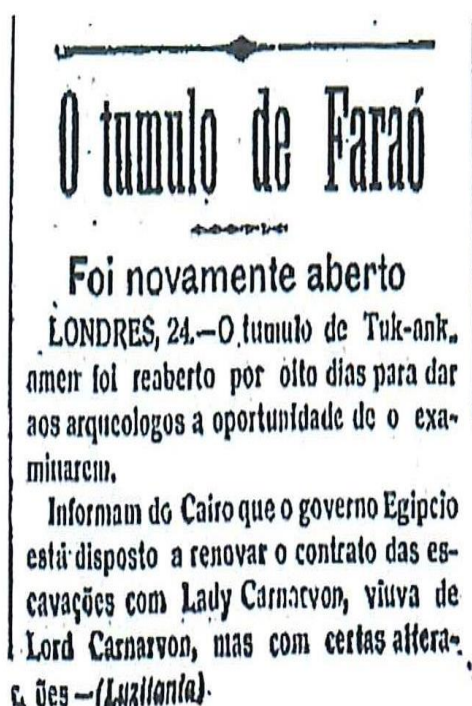 O tumulo de Faraó
Foi novamente aberto
LONDRES, 24.—O tumulo de Tuk-ank-
amen foi reaberto por oito dias para dar
aos arqueologos a oportunidade de o exa-
minarem.
Informam do Cairo que o governo Egipcio
está disposto a renovar o contrato das es-
cavações com Lady Carnarvon, viuva de
Lord Carnarvon, mas com certas altera-
ções—(Luzitania).